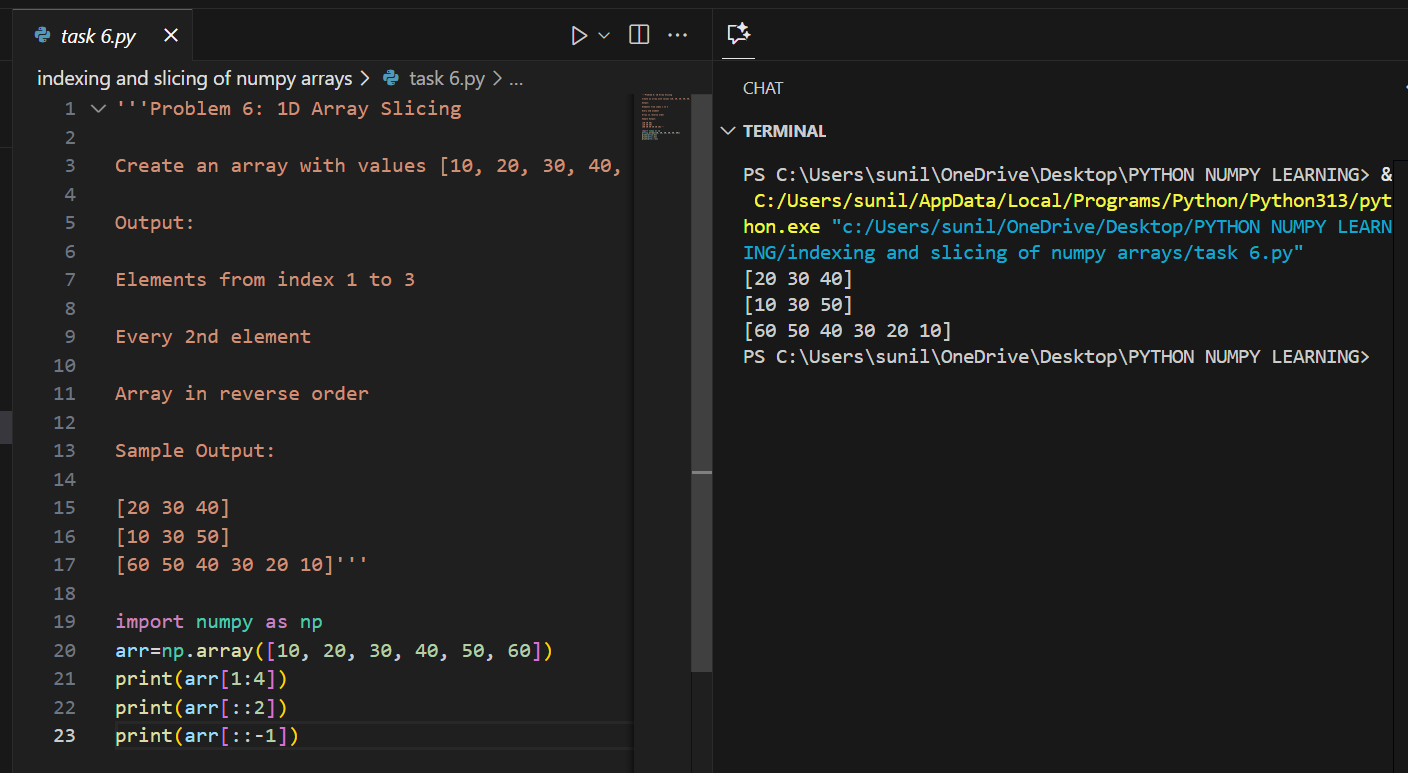 task 6.py
indexing and slicing of numpy arrays > task 6.py > ...
1 '''Problem 6: 1D Array Slicing
2
3 Create an array with values [10, 20, 30, 40,
4
5 Output:
6
7 Elements from index 1 to 3
8
9 Every 2nd element
10
11 Array in reverse order
12
13 Sample Output:
14
15 [20 30 40]
16 [10 30 50]
17 [60 50 40 30 20 10]'''
18
19 import numpy as np
20 arr=np.array([10, 20, 30, 40, 50, 60])
21 print(arr[1:4])
22 print(arr[::2])
23 print(arr[::-1])
CHAT
TERMINAL
PS C:\Users\sunil\OneDrive\Desktop\PYTHON NUMPY LEARNING> &
C:/Users/sunil/AppData/Local/Programs/Python/Python313/pyt
hon.exe "c:/Users/sunil/OneDrive/Desktop/PYTHON NUMPY LEARN
ING/indexing and slicing of numpy arrays/task 6.py"
[20 30 40]
[10 30 50]
[60 50 40 30 20 10]
PS C:\Users\sunil\OneDrive\Desktop\PYTHON NUMPY LEARNING>